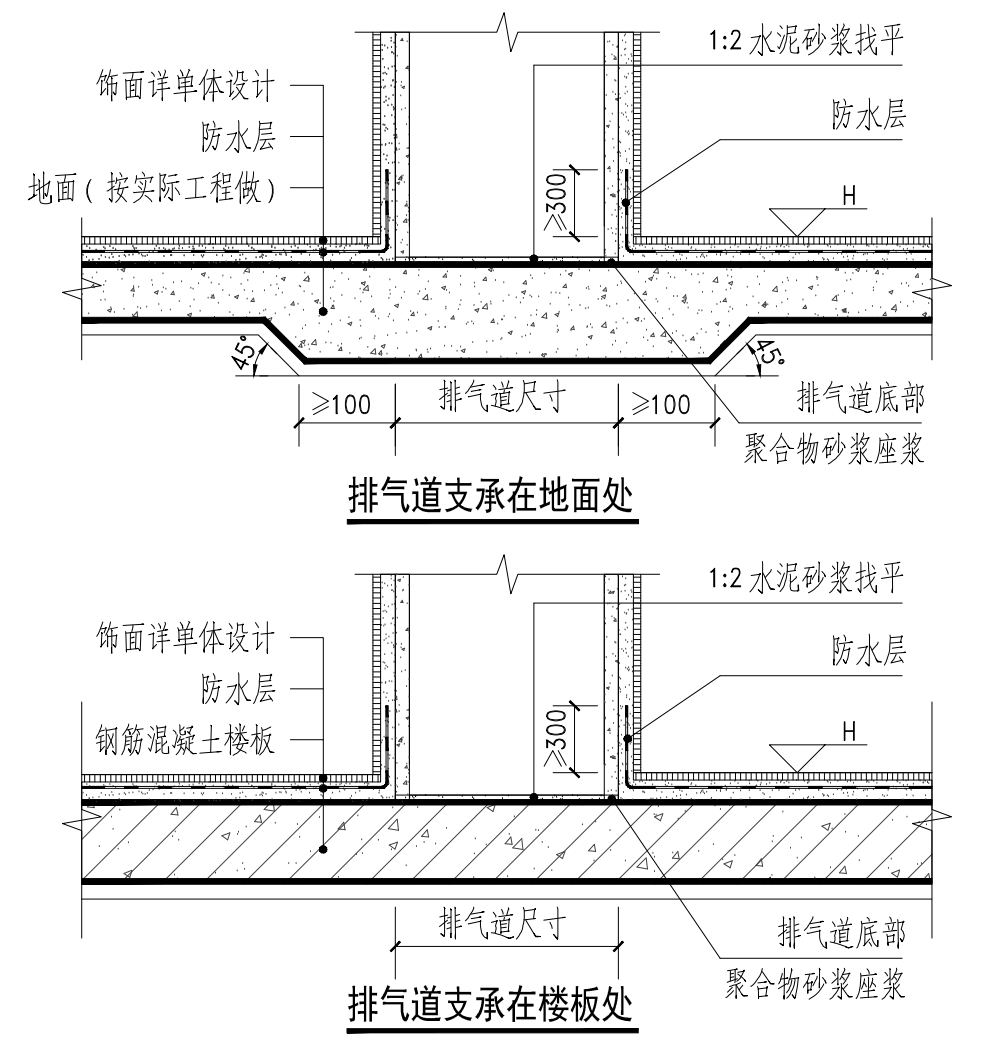 1:2 水泥砂浆找平
饰面详单体设计
防水层
防水层
地面(按实际工程做)
≥300
H
45°
45°
≥100
排气道尺寸
≥100
排气道底部
聚合物砂浆座浆
排气道支承在地面处
1:2 水泥砂浆找平
饰面详单体设计
防水层
防水层
钢筋混凝土楼板
≥300
H
排气道尺寸
排气道底部
聚合物砂浆座浆
排气道支承在楼板处